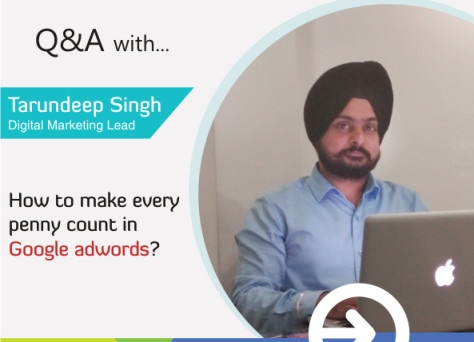 Q&A with...
Tarundeep Singh
Digital Marketing Lead
How to make every
penny count in
Google adwords?